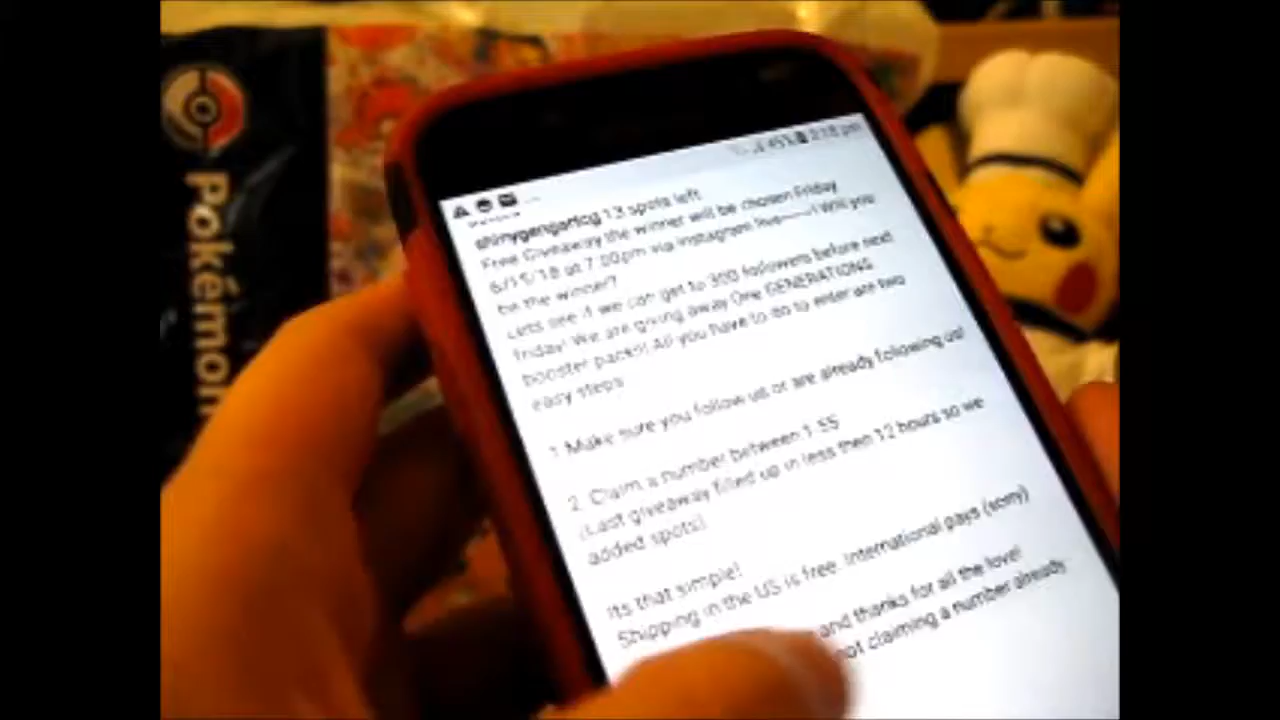 Pokémon
45% 2:18 pm
shinygengartcg 13 spots left
Free Giveaway the winner will be chosen Friday
6/15/18 at 7:00pm via instagram live——! Will you
be the winner?
Lets see if we can get to 300 followers before next
friday! We are giving away One GENERATIONS
booster pack!! All you have to do to enter are two
easy steps
1. Make sure you follow us or are already following us!
2. Claim a number between 1-55
(Last giveaway filled up in less then 12 hours so we
added spots)
Its that simple!
Shipping in the US is free. International pays (sorry)
and thanks for all the love!
not claiming a number already